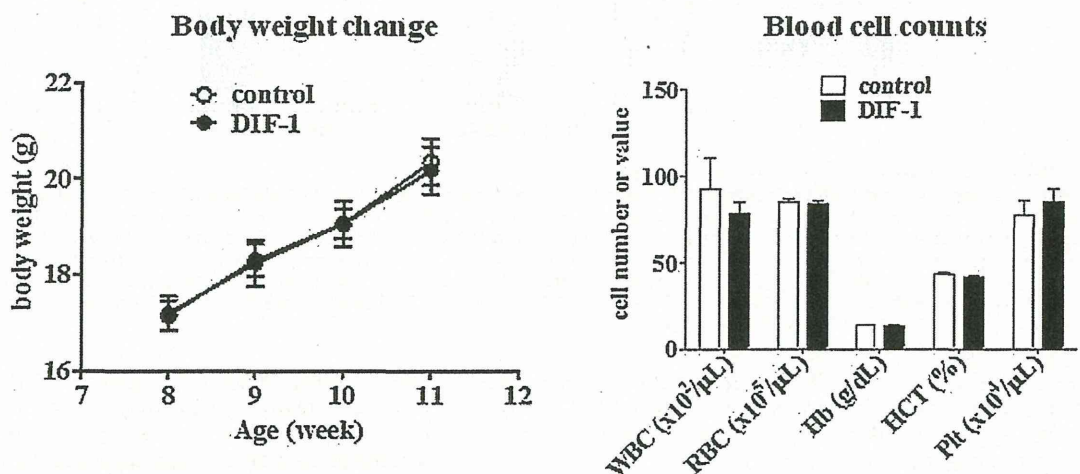 Body weight change
22
20
18
16
body weight (g)
control
DIF-1
7
8
9
10
11
12
Age (week)
Blood cell counts
150
100
50
0
cell number or value
control
DIF-1
WBC (x10²/μL)
RBC (x10⁵/μL)
Hb (g/dL)
HCT (%)
Plt (x10⁴/μL)